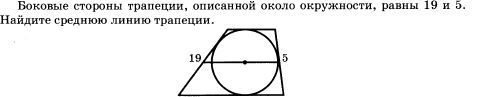 Боковые стороны трапеции, описанной около окружности, равны 19 и 5.
Найдите среднюю линию трапеции.
19 5